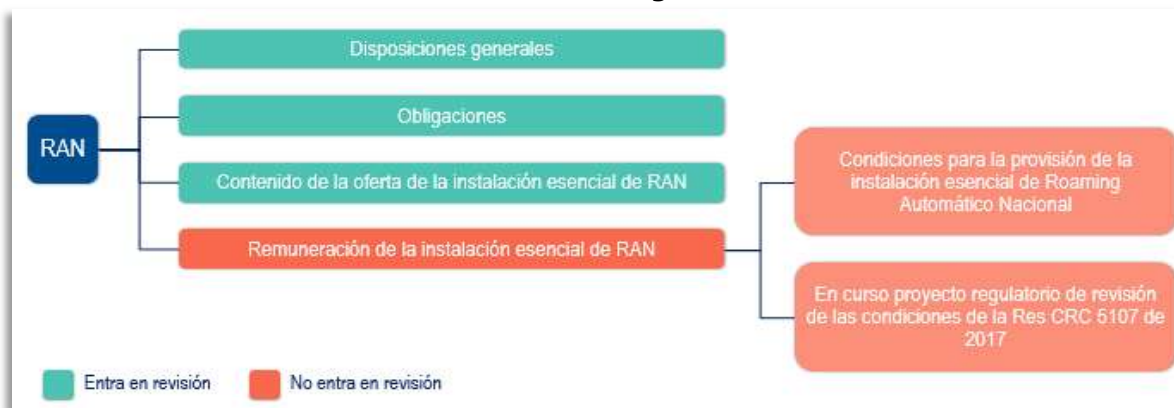 RAN
Disposiciones generales
Obligaciones
Contenido de la oferta de la instalación esencial de RAN
Remuneración de la instalación esencial de RAN
Condiciones para la provisión de la
instalación esencial de Roaming
Automático Nacional
En curso proyecto regulatorio de revisión
de las condiciones de la Res CRC 5107 de
2017
Entra en revisión
No entra en revisión